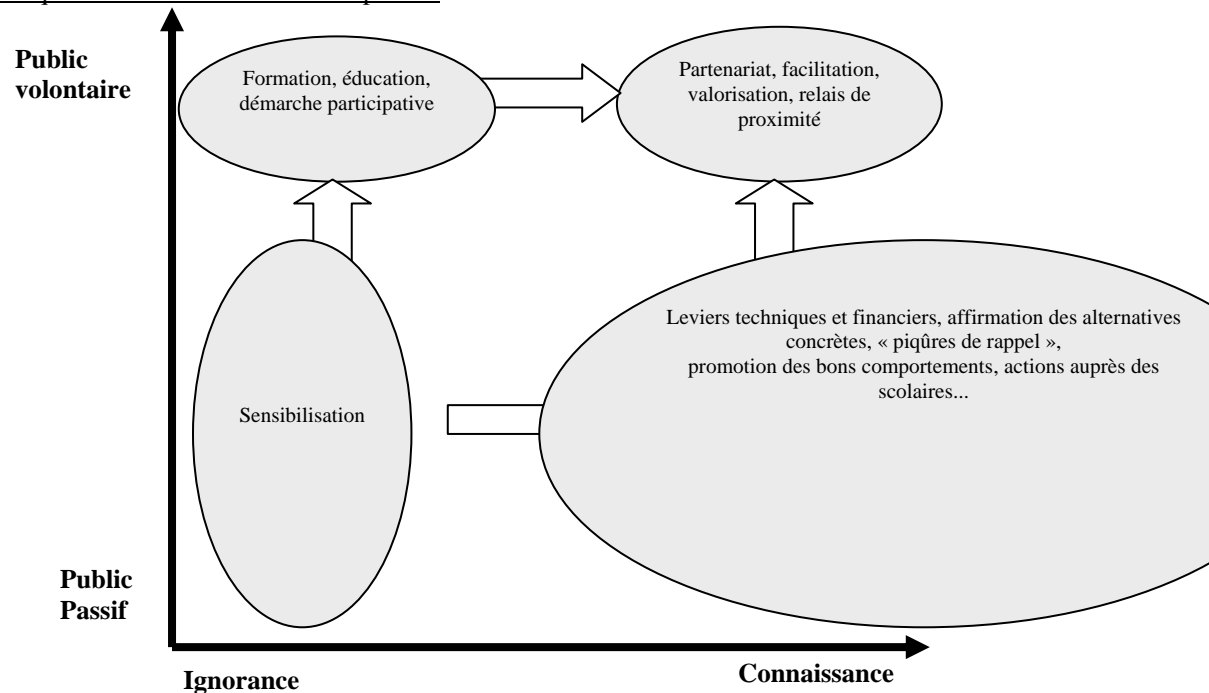 Public
volontaire
Formation, éducation,
démarche participative
Partenariat, facilitation,
valorisation, relais de
proximité
Leviers techniques et financiers, affirmation des alternatives
concrètes, « piqûres de rappel »,
promotion des bons comportements, actions auprès des
scolaires...
Sensibilisation
Public
Passif
Ignorance
Connaissance